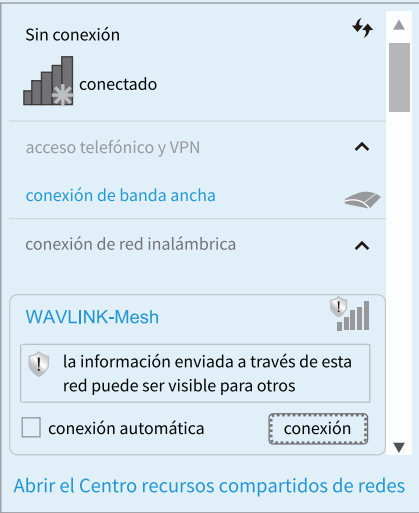 Sin conexión
conectado
acceso telefónico y VPN
conexión de banda ancha
conexión de red inalámbrica
WAVLINK-Mesh
la información enviada a través de esta
red puede ser visible para otros
conexión automática
conexión
Abrir el Centro recursos compartidos de redes